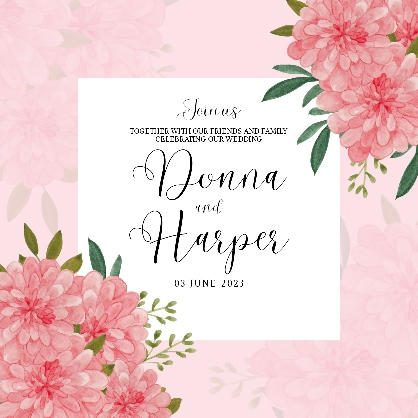 Join us
TOGETHER WITH OUR FRIENDS AND FAMILY
CELEBRATING OUR WEDDING
Donna
and
Harper
03 JUNE 2023